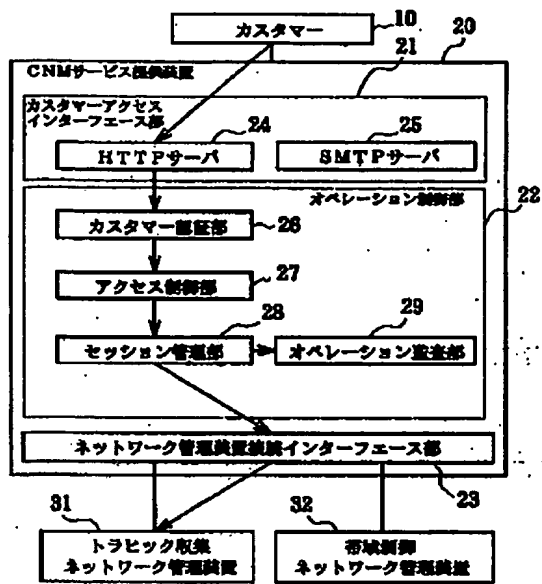 カスタマー
10
20
CNMサービス提供装置
21
カスタマーアクセス
インターフェース部
24
25
HTTPサーバ
SMTPサーバ
オペレーション制御部
22
カスタマー認証部
26
アクセス制御部
27
28
29
セッション管理部
オペレーション監査部
ネットワーク管理装置接続インターフェース部
23
31
32
トラヒック収集
ネットワーク管理装置
帯域制御
ネットワーク管理装置